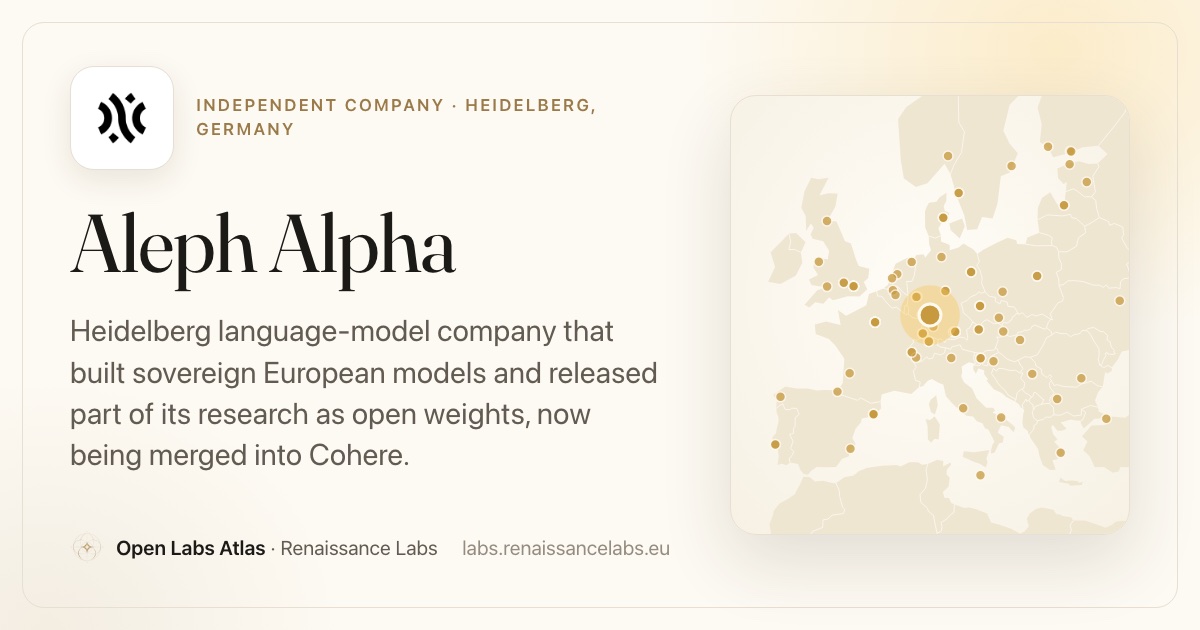 INDEPENDENT COMPANY · HEIDELBERG,
GERMANY
Aleph Alpha
Heidelberg language-model company that
built sovereign European models and released
part of its research as open weights, now
being merged into Cohere.
Open Labs Atlas · Renaissance Labs labs.renaissancelabs.eu